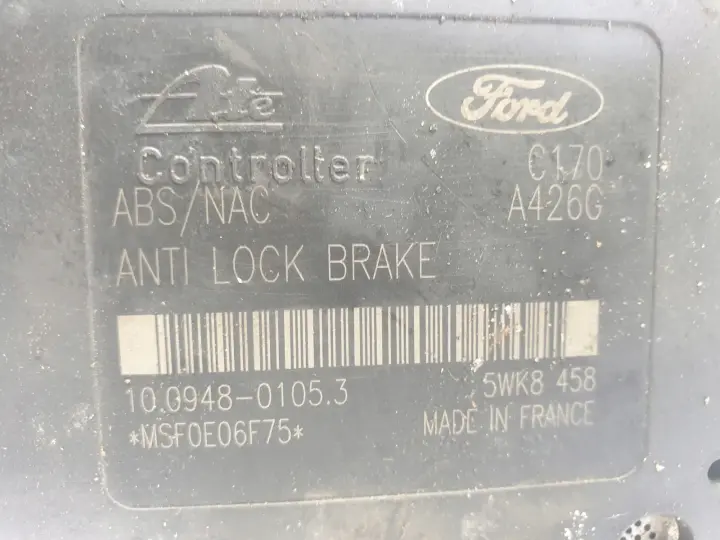 Ate Ford
Controller C170
ABS/NAC A426G
ANTI LOCK BRAKE
10.0948-0105.3 5WK8 458
*MSF0E06F75* MADE IN FRANCE